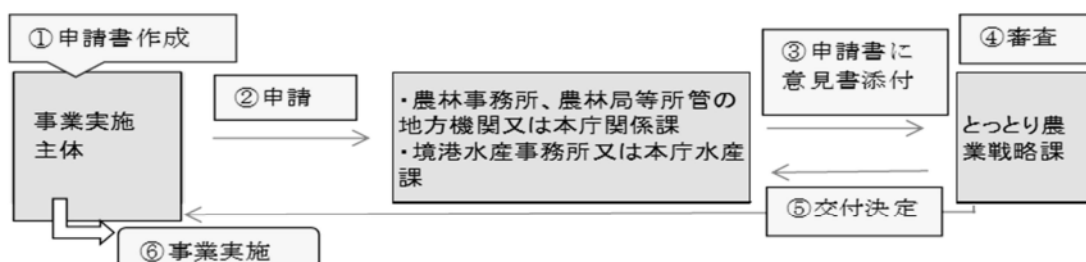 ①申請書作成
事業実施
主体
②申請
・農林事務所、農林局等所管の
地方機関又は本庁関係課
・境港水産事務所又は本庁水産
課
③申請書に
意見書添付
④審査
とっとり農
業戦略課
⑤交付決定
⑥事業実施